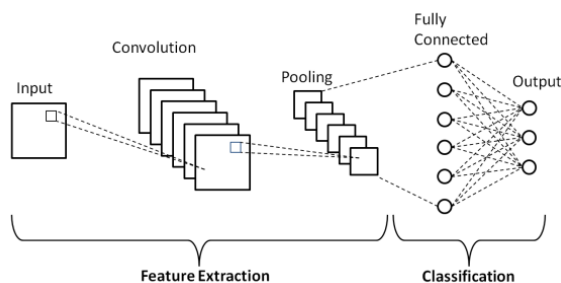 Input
Convolution
Pooling
Fully
Connected
Output
Feature Extraction
Classification